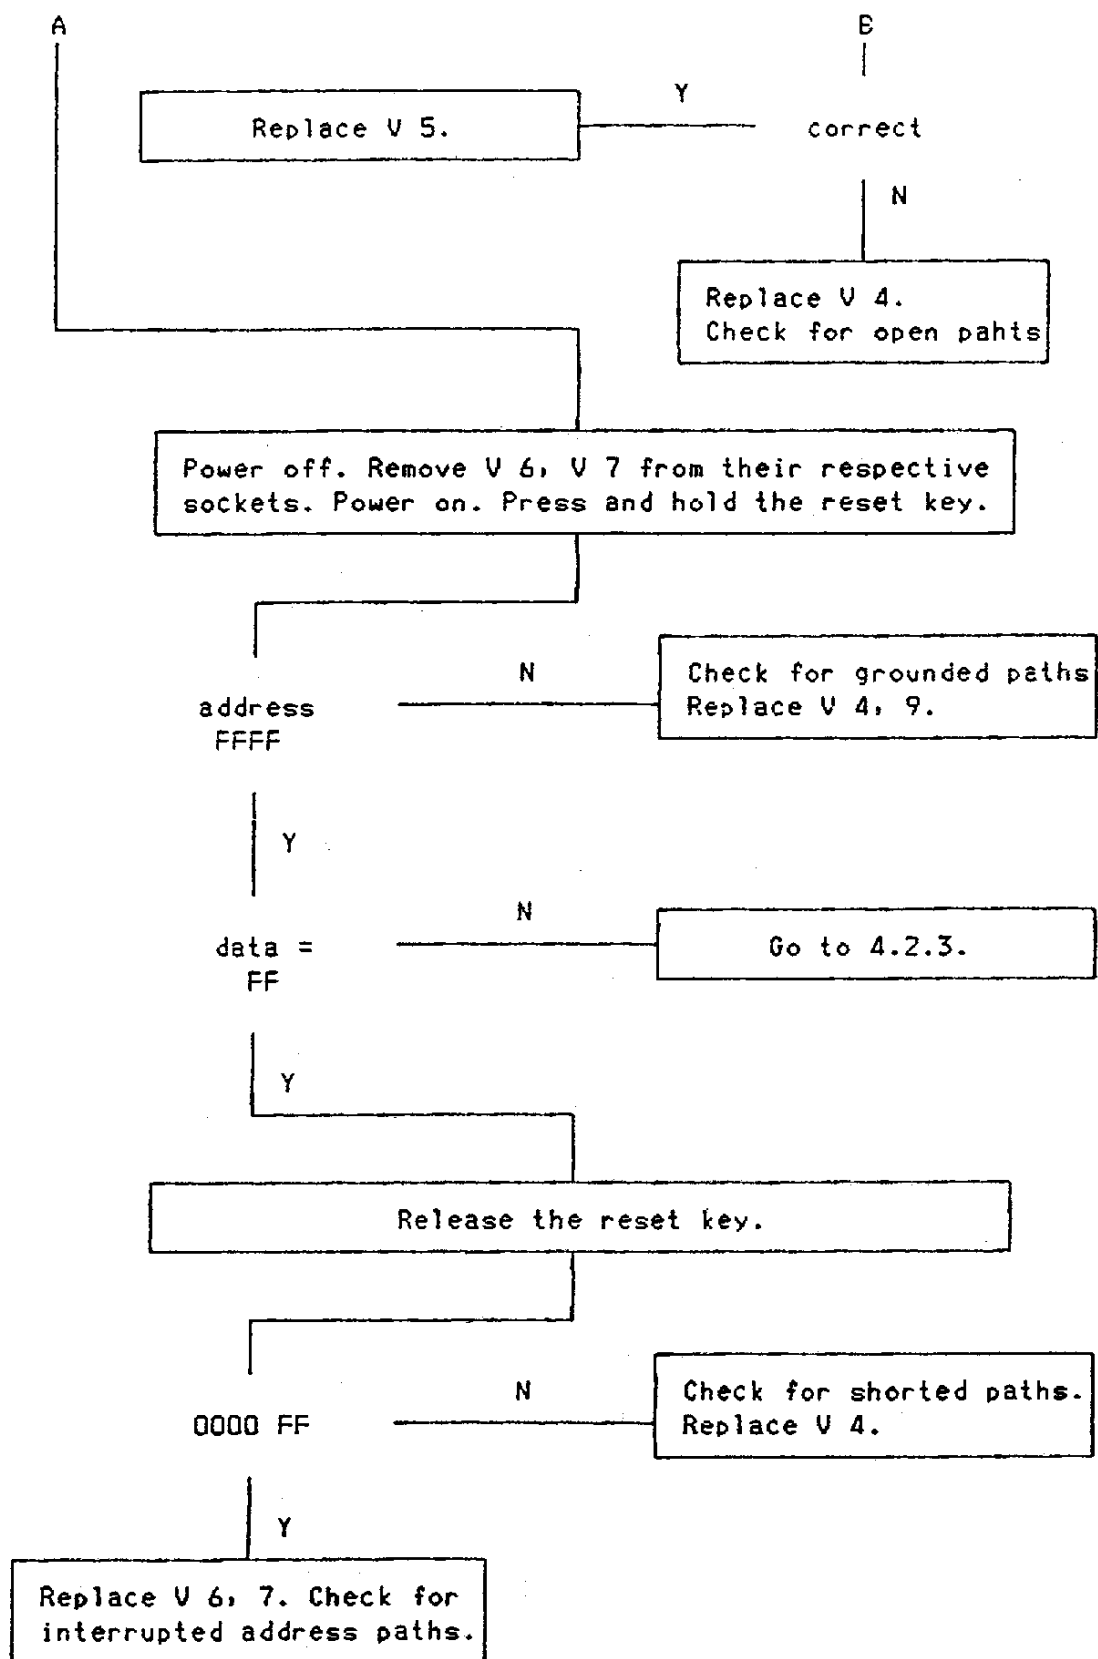 A
B
Y
Replace V 5.
correct
N
Replace V 4.
Check for open pahts
Power off. Remove V 6, V 7 from their respective
sockets. Power on. Press and hold the reset key.
N
Check for grounded paths
address
Replace V 4, 9.
FFFF
Y
N
data =
Go to 4.2.3.
FF
Y
Release the reset key.
N
Check for shorted paths.
0000 FF
Replace V 4.
Y
Replace V 6, 7. Check for
interrupted address paths.